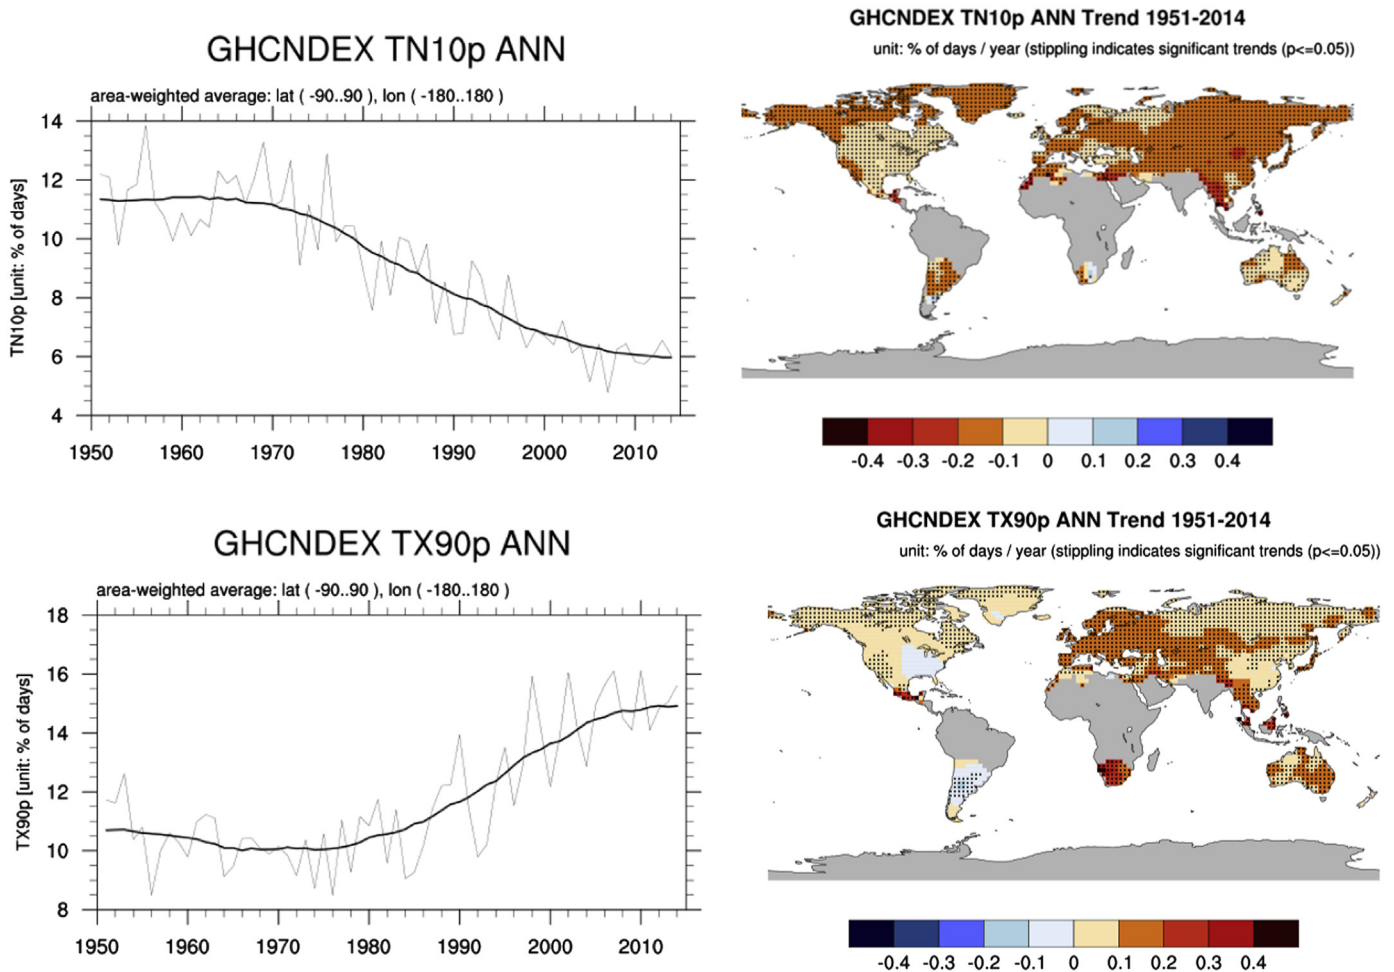 GHCNDEX TN10p ANN
area-weighted average: lat ( -90..90 ), lon ( -180..180 )
TN10p [unit: % of days]
14
12
10
8
6
4
1950 1960 1970 1980 1990 2000 2010
GHCNDEX TN10p ANN Trend 1951-2014
unit: % of days / year (stippling indicates significant trends (p<=0.05))
-0.4 -0.3 -0.2 -0.1 0 0.1 0.2 0.3 0.4
GHCNDEX TX90p ANN
area-weighted average: lat ( -90..90 ), lon ( -180..180 )
TX90p [unit: % of days]
18
16
14
12
10
8
1950 1960 1970 1980 1990 2000 2010
GHCNDEX TX90p ANN Trend 1951-2014
unit: % of days / year (stippling indicates significant trends (p<=0.05))
-0.4 -0.3 -0.2 -0.1 0 0.1 0.2 0.3 0.4